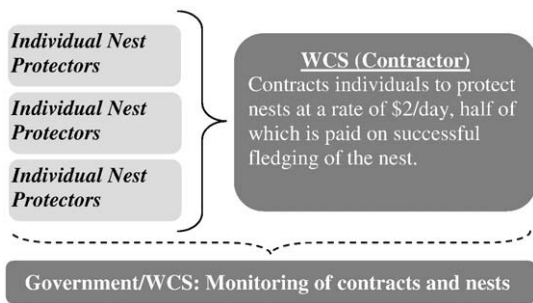 Individual Nest
Protectors
Individual Nest
Protectors
Individual Nest
Protectors
WCS (Contractor)
Contracts individuals to protect
nests at a rate of $2/day, half of
which is paid on successful
fledging of the nest.
Government/WCS: Monitoring of contracts and nests